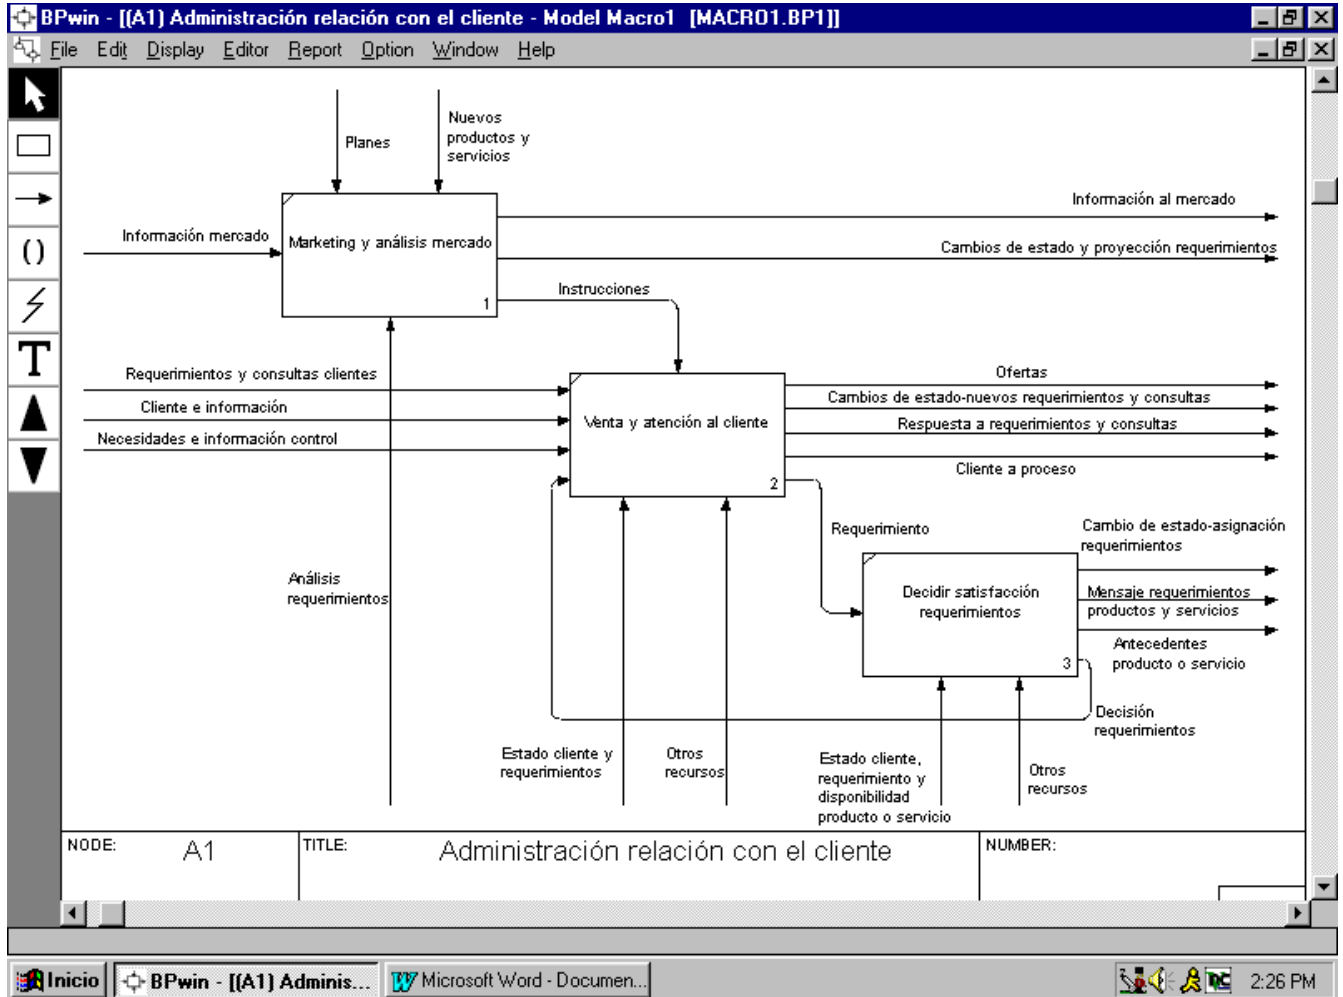 BPwin - [(A1) Administración relación con el cliente - Model Macro1  [MACRO1.BP1]]
File Edit Display Editor Report Option Window Help
Planes
Nuevos
productos y
servicios
Información al mercado
Información mercado
Marketing y análisis mercado
Cambios de estado y proyección requerimientos
1
Instrucciones
Requerimientos y consultas clientes
Ofertas
Cliente e información
Cambios de estado-nuevos requerimientos y consultas
Venta y atención al cliente
Respuesta a requerimientos y consultas
Necesidades e información control
Cliente a proceso
2
Requerimiento
Cambio de estado-asignación
requerimientos
Análisis
requerimientos
Decidir satisfacción
requerimientos
Mensaje requerimientos
productos y servicios
Antecedentes
producto o servicio
3
Decisión
requerimientos
Estado cliente y
requerimientos
Otros
recursos
Estado cliente,
requerimiento y
disponibilidad
producto o servicio
Otros
recursos
NODE: A1
TITLE: Administración relación con el cliente
NUMBER:
Inicio
BPwin - [(A1) Adminis...
Microsoft Word - Documen...
2:26 PM